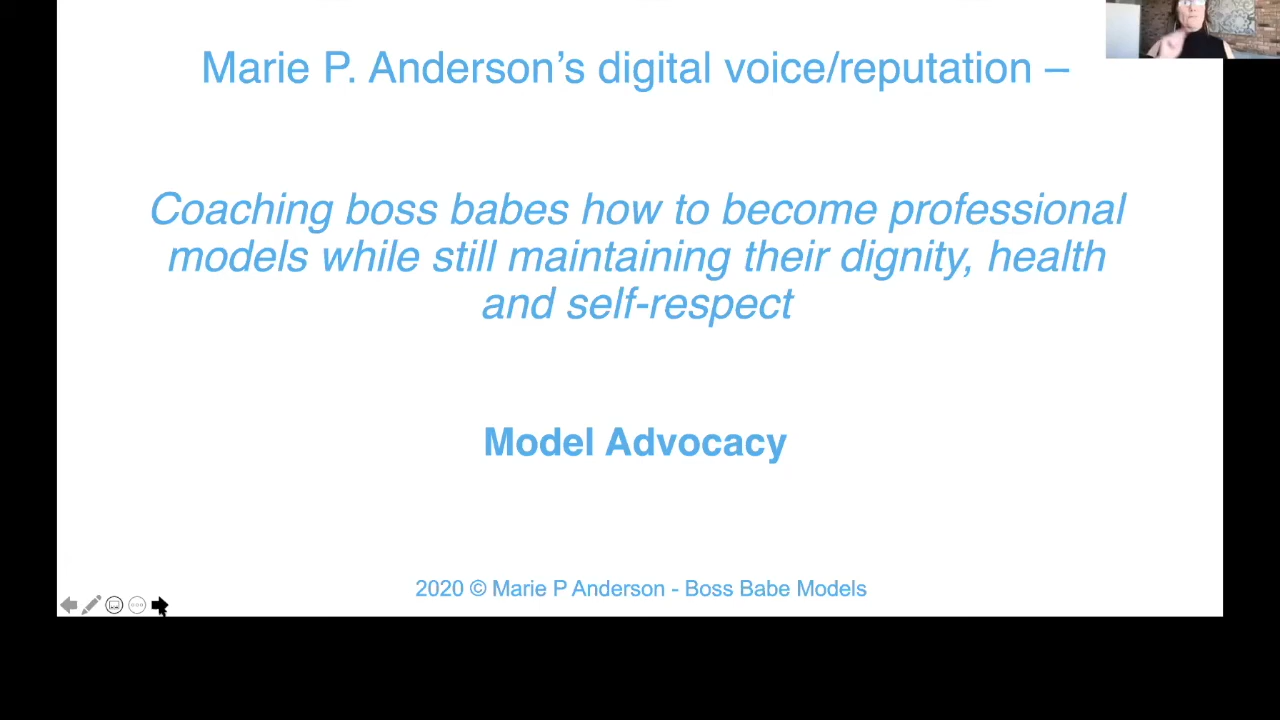 Marie P. Anderson’s digital voice/reputation –
Coaching boss babes how to become professional
models while still maintaining their dignity, health
and self-respect
Model Advocacy
2020 © Marie P Anderson - Boss Babe Models